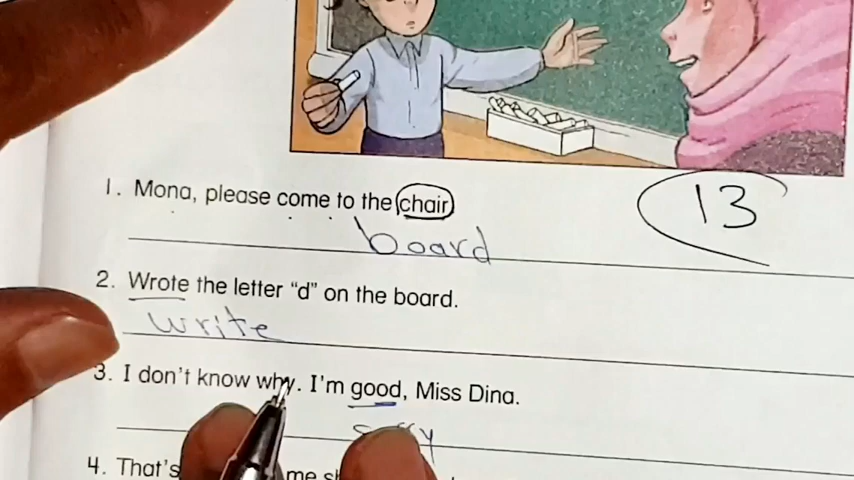 1. Mona, please come to the chair
13
board
2. Wrote the letter "d" on the board.
write
3. I don't know why. I'm good, Miss Dina.
4. That's